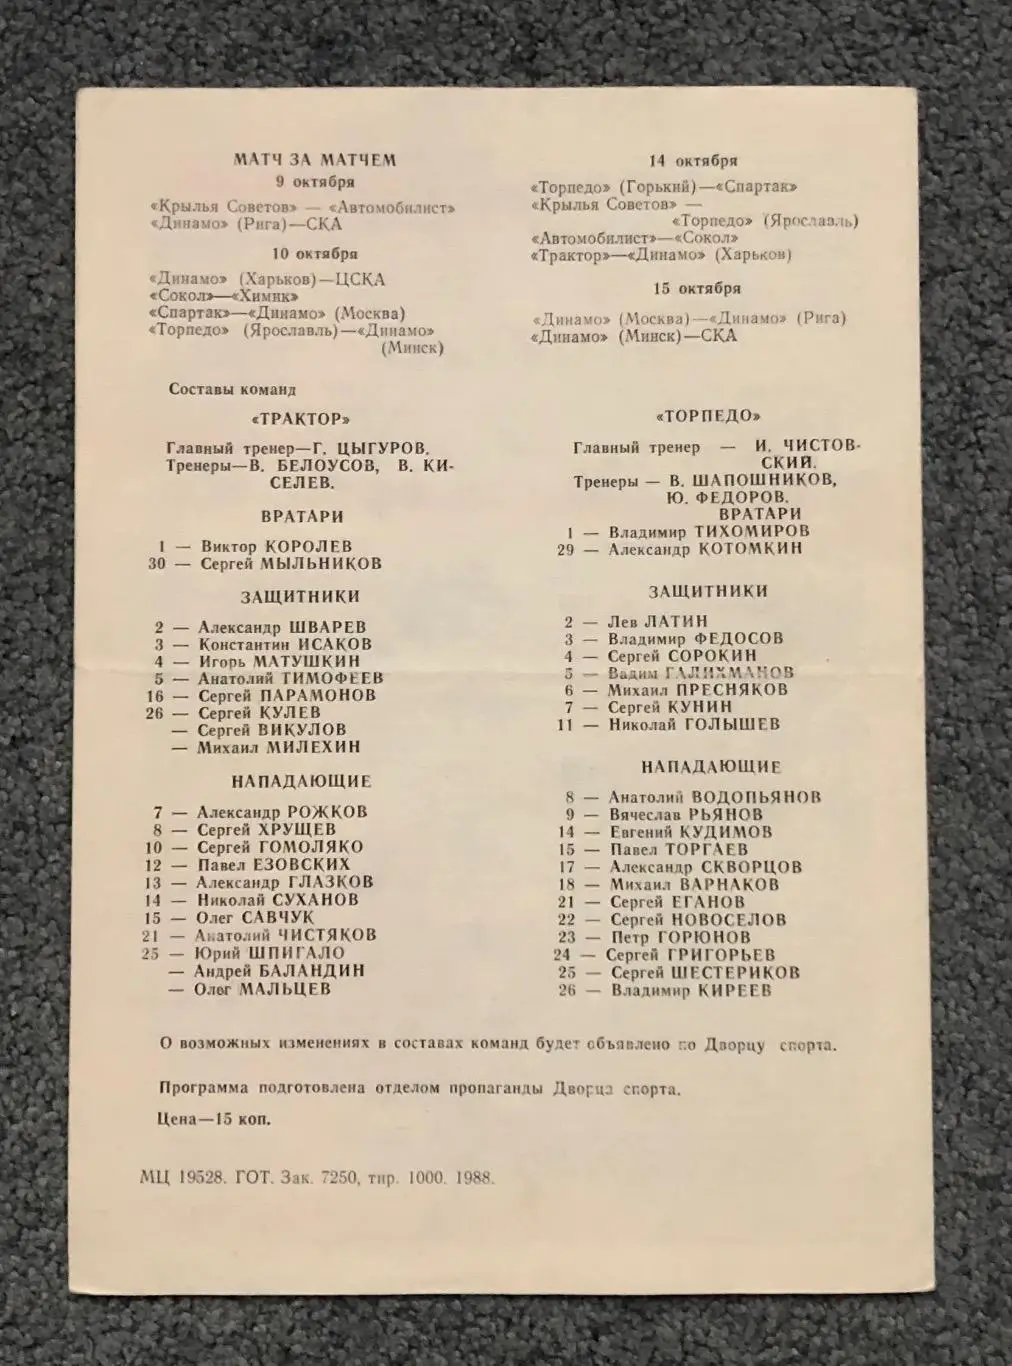 МАТЧ ЗА МАТЧЕМ
9 октября
«Крылья Советов» — «Автомобилист»
«Динамо» (Рига)—СКА
10 октября
«Динамо» (Харьков)—ЦСКА
«Сокол»—«Химик»
«Спартак»—«Динамо» (Москва)
«Торпедо» (Ярославль)—«Динамо»
(Минск)
14 октября
«Торпедо» (Горький)—«Спартак»
«Крылья Советов» —
«Торпедо» (Ярославль)
«Автомобилист»—«Сокол»
«Трактор»—«Динамо» (Харьков)
15 октября
«Динамо» (Москва)—«Динамо» (Рига)
«Динамо» (Минск)—СКА
Составы команд
«ТРАКТОР»
Главный тренер—Г. ЦЫГУРОВ.
Тренеры—В. БЕЛОУСОВ, В. КИ-
СЕЛЕВ.
ВРАТАРИ
1 — Виктор КОРОЛЕВ
30 — Сергей МЫЛЬНИКОВ
ЗАЩИТНИКИ
2 — Александр ШВАРЕВ
3 — Константин ИСАКОВ
4 — Игорь МАТУШКИН
5 — Анатолий ТИМОФЕЕВ
16 — Сергей ПАРАМОНОВ
26 — Сергей КУЛЕВ
— Сергей ВИКУЛОВ
— Михаил МИЛЕХИН
НАПАДАЮЩИЕ
7 — Александр РОЖКОВ
8 — Сергей ХРУЩЕВ
10 — Сергей ГОМОЛЯКО
12 — Павел ЕЗОВСКИХ
13 — Александр ГЛАЗКОВ
14 — Николай СУХАНОВ
15 — Олег САВЧУК
21 — Анатолий ЧИСТЯКОВ
25 — Юрий ШПИГАЛО
— Андрей БАЛАНДИН
— Олег МАЛЬЦЕВ
«ТОРПЕДО»
Главный тренер — И. ЧИСТОВ-
СКИЙ.
Тренеры — В. ШАПОШНИКОВ,
Ю. ФЕДОРОВ.
ВРАТАРИ
1 — Владимир ТИХОМИРОВ
29 — Александр КОТОМКИН
ЗАЩИТНИКИ
2 — Лев ЛАТИН
3 — Владимир ФЕДОСОВ
4 — Сергей СОРОКИН
5 — Вадим ГАЛИХМАНОВ
6 — Михаил ПРЕСНЯКОВ
7 — Сергей КУНИН
11 — Николай ГОЛЫШЕВ
НАПАДАЮЩИЕ
8 — Анатолий ВОДОПЬЯНОВ
9 — Вячеслав РЬЯНОВ
14 — Евгений КУДИМОВ
15 — Павел ТОРГАЕВ
17 — Александр СКВОРЦОВ
18 — Михаил ВАРНАКОВ
21 — Сергей ЕГАНОВ
22 — Сергей НОВОСЕЛОВ
23 — Петр ГОРЮНОВ
24 — Сергей ГРИГОРЬЕВ
25 — Сергей ШЕСТЕРИКОВ
26 — Владимир КИРЕЕВ
О возможных изменениях в составах команд будет объявлено по Дворцу спорта.
Программа подготовлена отделом пропаганды Дворца спорта.
Цена—15 коп.
МЦ 19528. ГОТ. Зак. 7250, тир. 1000. 1988.